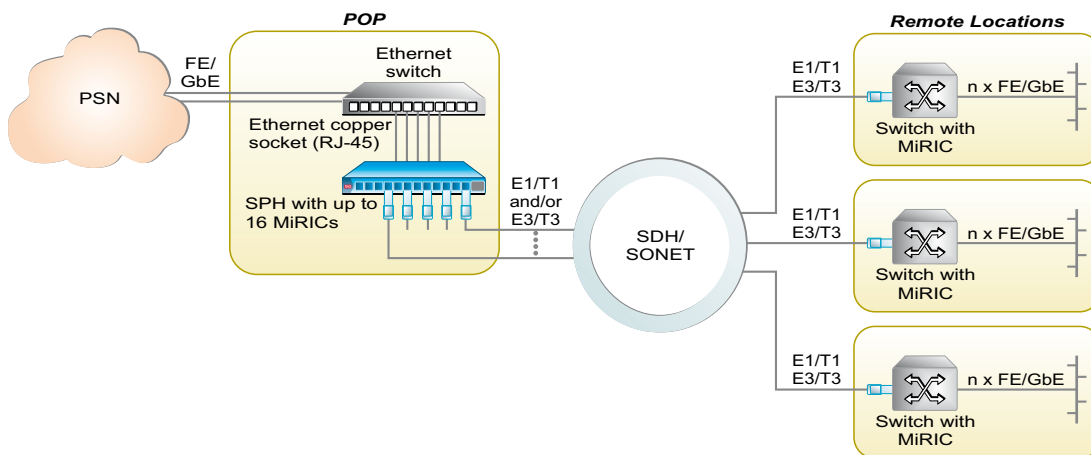 POP
Remote Locations
PSN
FE/
GbE
Ethernet
switch
Ethernet copper
socket (RJ-45)
SPH with up to
16 MiRICs
E1/T1
and/or
E3/T3
SDH/
SONET
E1/T1
E3/T3
n x FE/GbE
Switch with
MiRIC
E1/T1
E3/T3
n x FE/GbE
Switch with
MiRIC
E1/T1
E3/T3
n x FE/GbE
Switch with
MiRIC